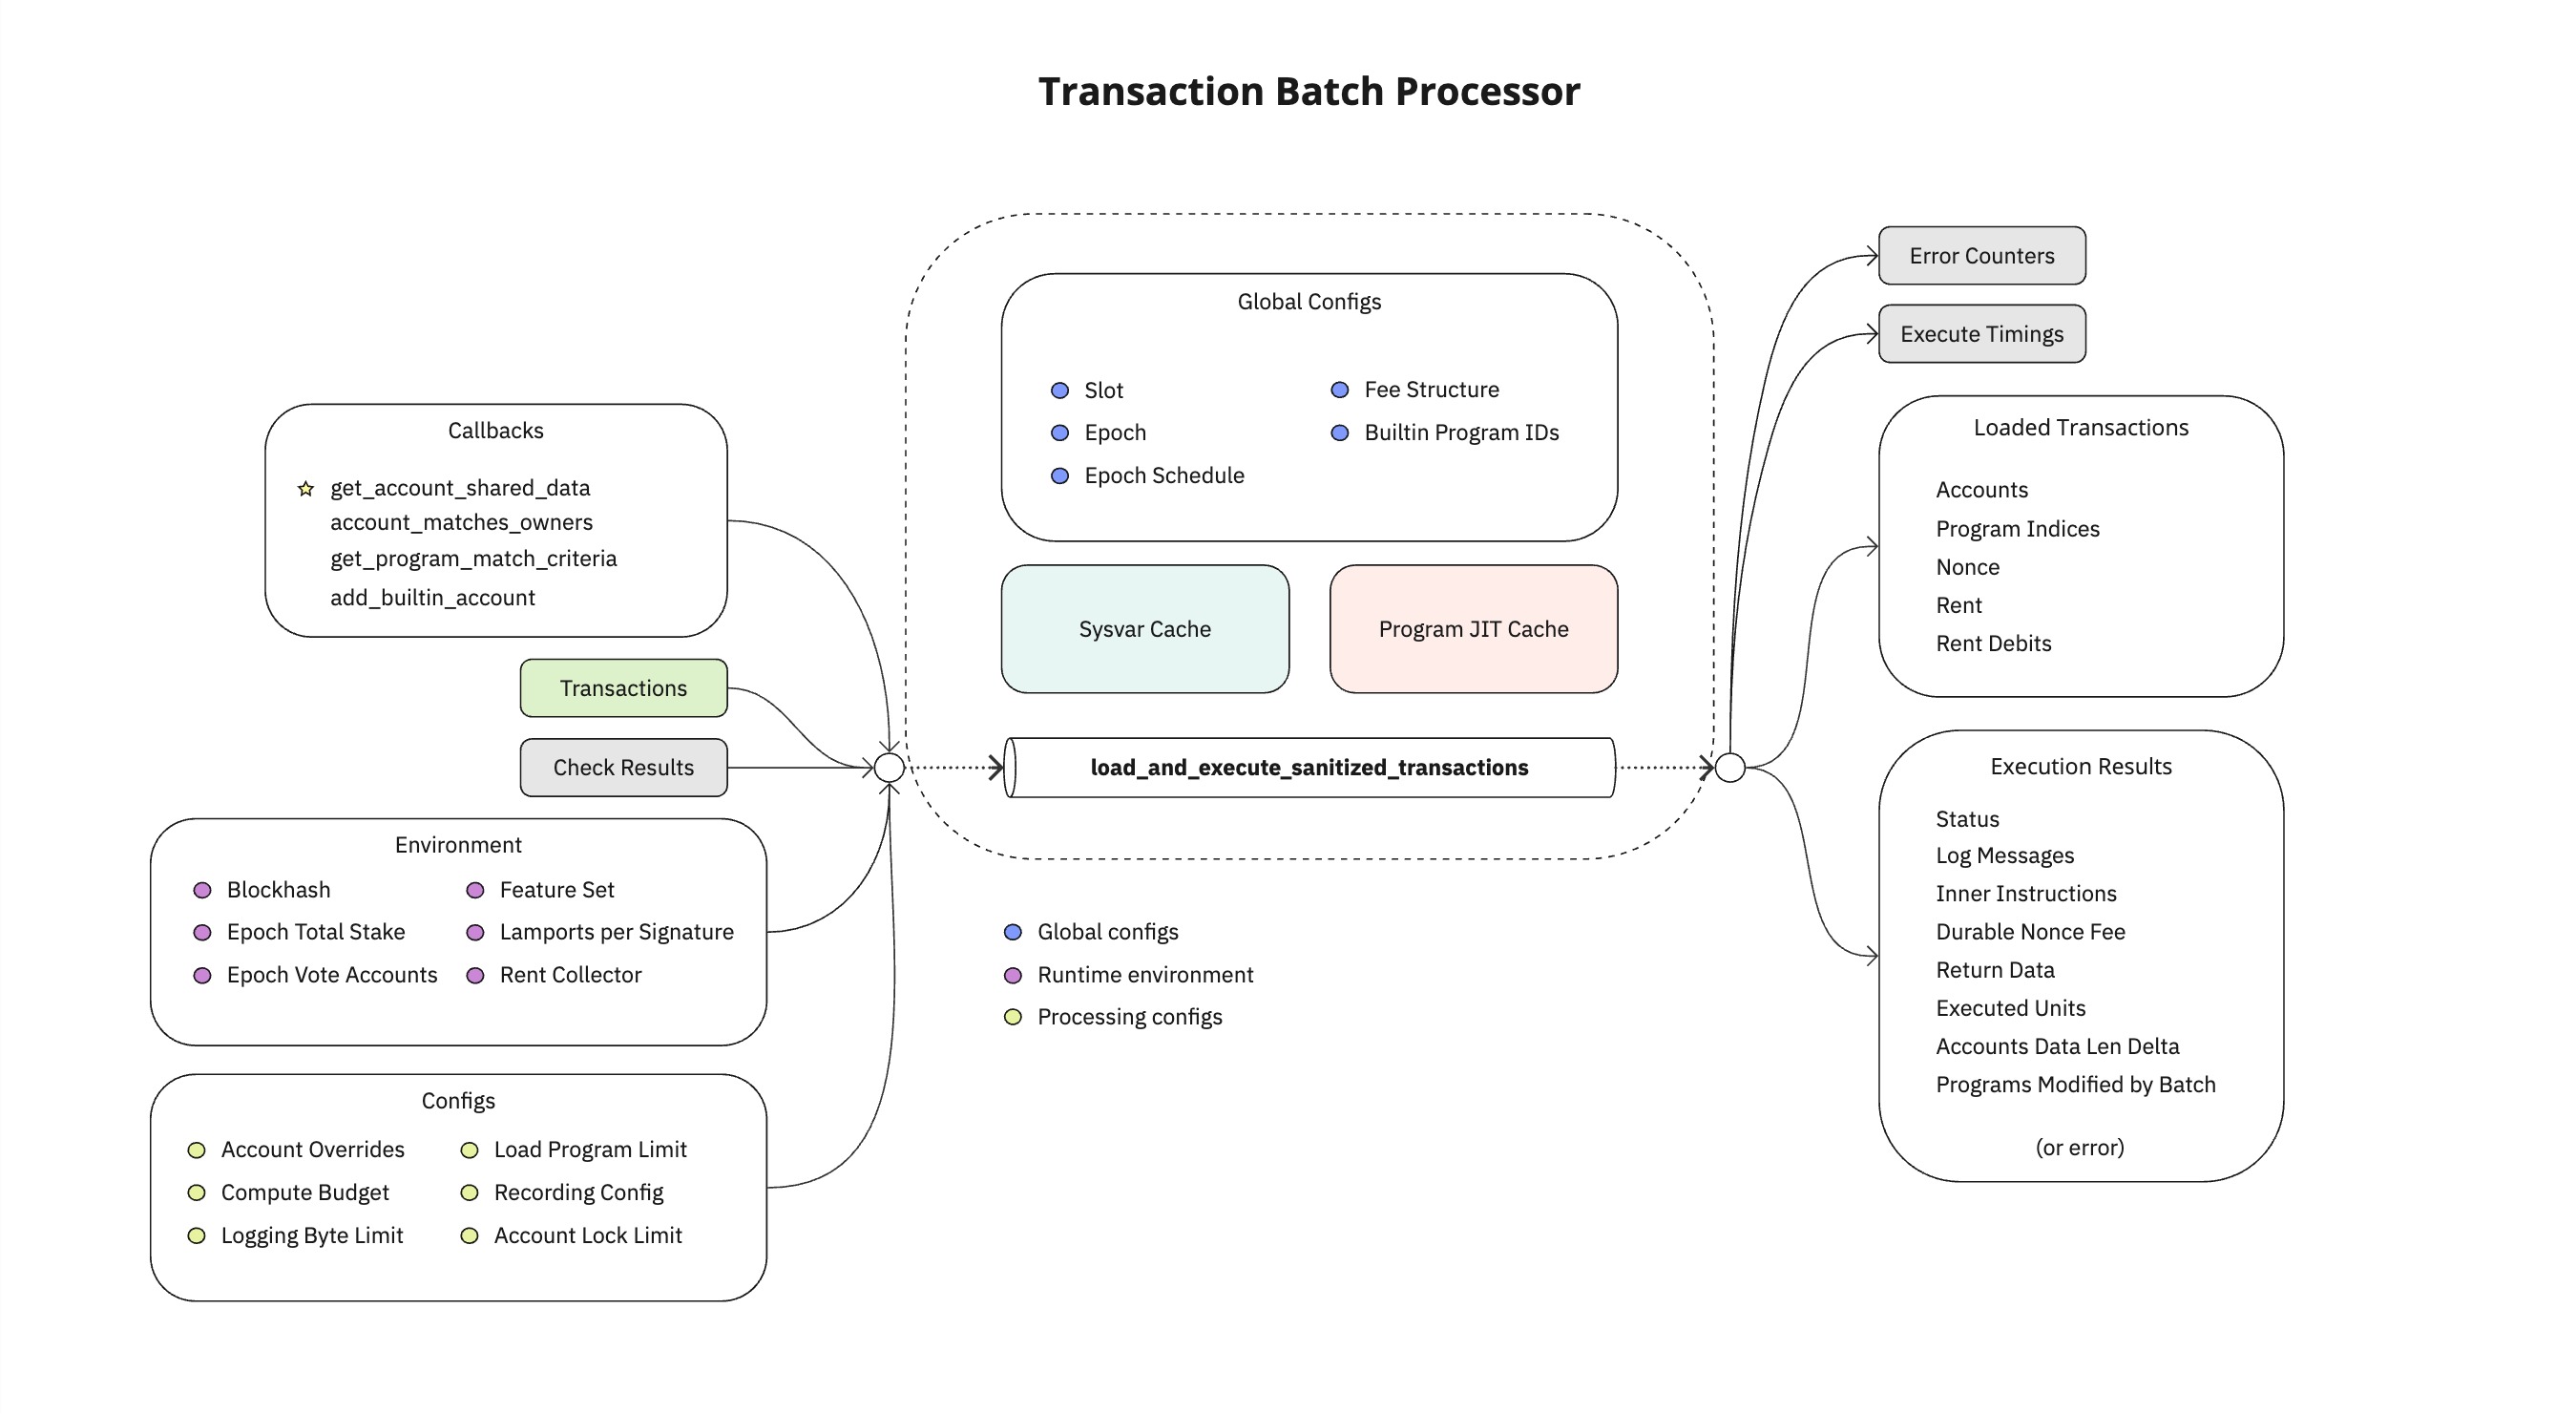 Transaction Batch Processor
Callbacks
get_account_shared_data
account_matches_owners
get_program_match_criteria
add_builtin_account
Transactions
Check Results
Environment
Blockhash
Epoch Total Stake
Epoch Vote Accounts
Feature Set
Lamports per Signature
Rent Collector
Configs
Account Overrides
Compute Budget
Logging Byte Limit
Load Program Limit
Recording Config
Account Lock Limit
Global Configs
Slot
Epoch
Epoch Schedule
Fee Structure
Builtin Program IDs
Sysvar Cache
Program JIT Cache
load_and_execute_sanitized_transactions
Global configs
Runtime environment
Processing configs
Error Counters
Execute Timings
Loaded Transactions
Accounts
Program Indices
Nonce
Rent
Rent Debits
Execution Results
Status
Log Messages
Inner Instructions
Durable Nonce Fee
Return Data
Executed Units
Accounts Data Len Delta
Programs Modified by Batch
(or error)